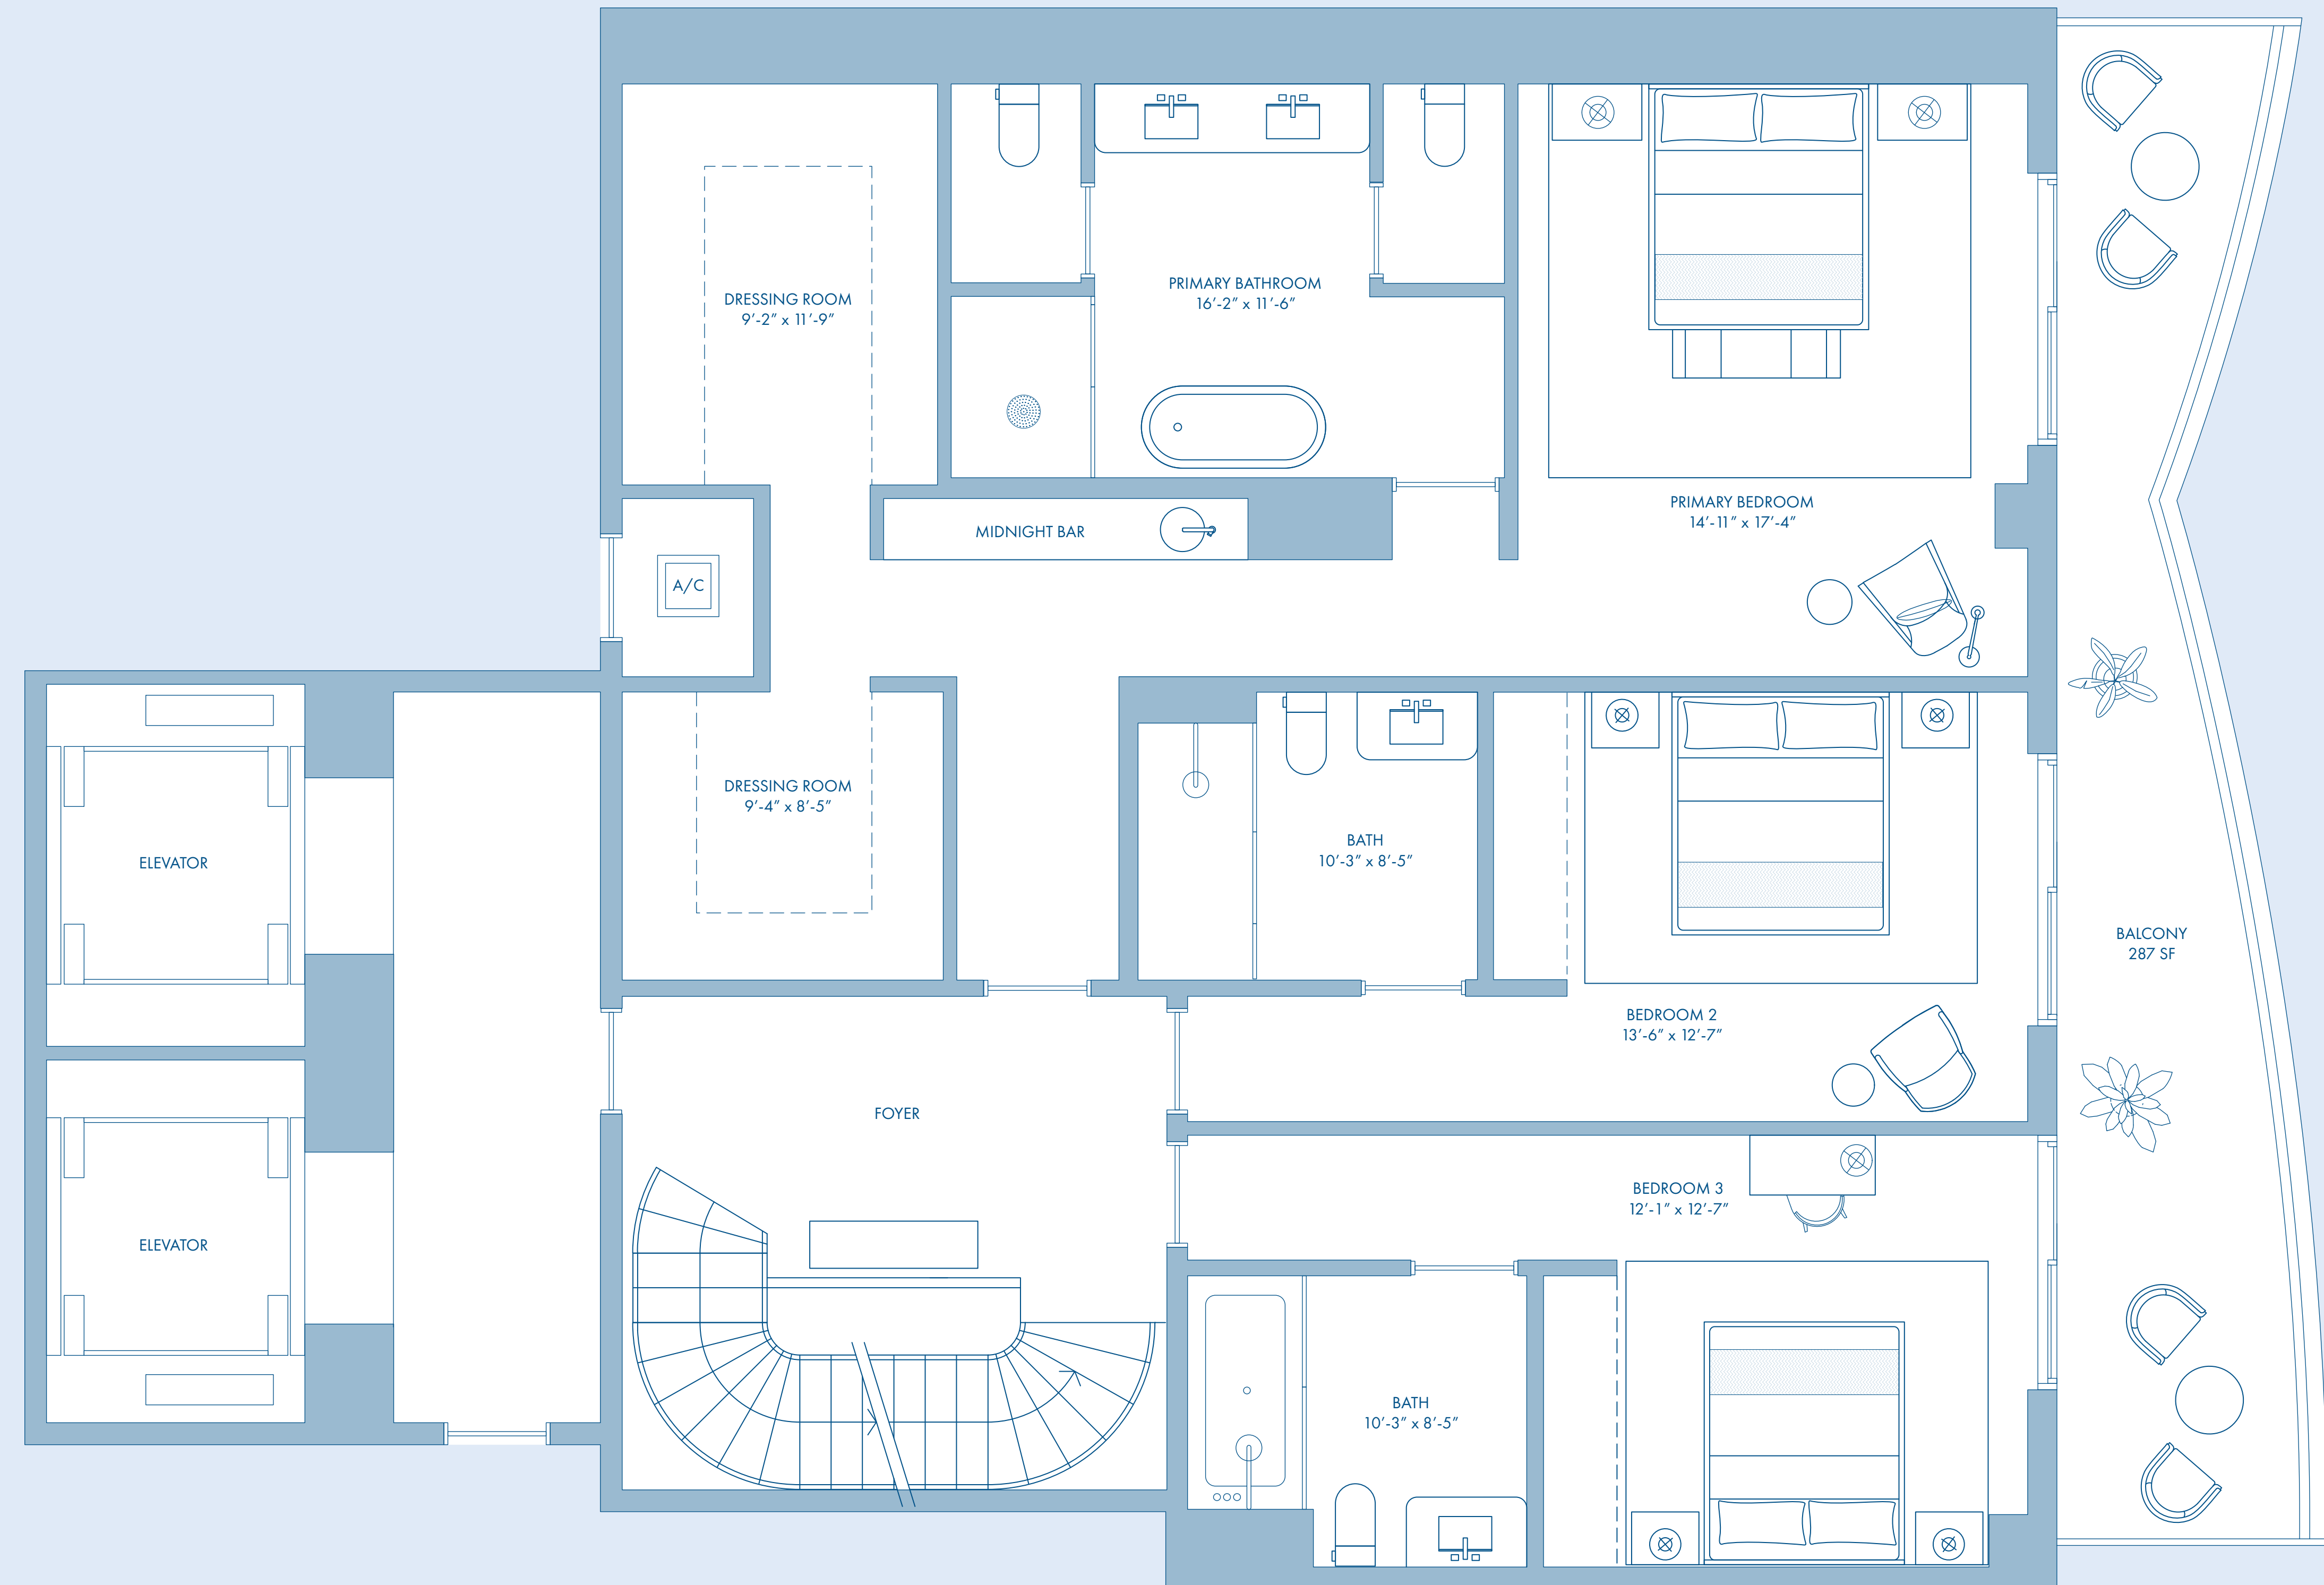 DRESSING ROOM
9’-2” x 11’-9”
PRIMARY BATHROOM
16’-2” x 11’-6”
PRIMARY BEDROOM
14’-11” x 17’-4”
MIDNIGHT BAR
A/C
DRESSING ROOM
9’-4” x 8’-5”
ELEVATOR
BATH
10’-3” x 8’-5”
BALCONY
287 SF
BEDROOM 2
13’-6” x 12’-7”
FOYER
BEDROOM 3
12’-1” x 12’-7”
ELEVATOR
BATH
10’-3” x 8’-5”